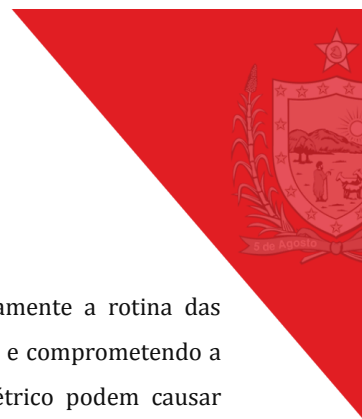 5 de Agosto
amente a rotina das
e comprometendo a
étrico podem causar